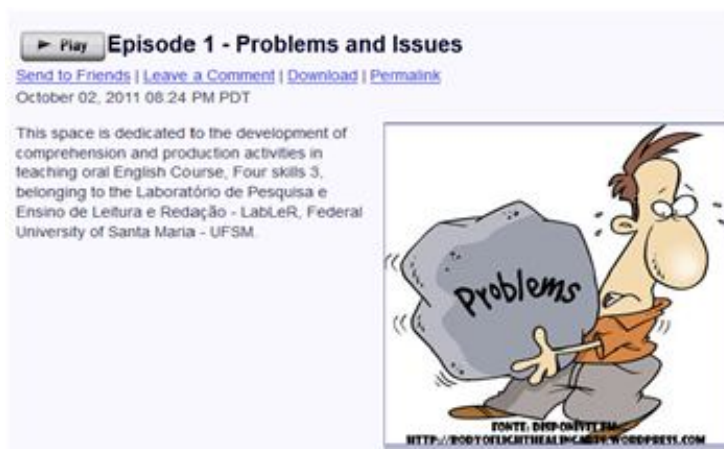 Play Episode 1 - Problems and Issues
Send to Friends | Leave a Comment | Download | Permalink
October 02, 2011 08:24 PM PDT
This space is dedicated to the development of
comprehension and production activities in
teaching oral English Course, Four skills 3,
belonging to the Laboratório de Pesquisa e
Ensino de Leitura e Redação - LabLeR, Federal
University of Santa Maria - UFSM.
Problems
FONTE: DISPONÍVEL EM:
HTTP://BODYOFLIGHTHEALINGARTS.WORDPRESS.COM